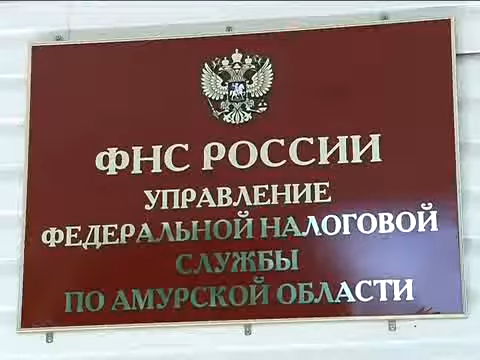 ФНС РОССИИ
УПРАВЛЕНИЕ
ФЕДЕРАЛЬНОЙ НАЛОГОВОЙ
СЛУЖБЫ
ПО АМУРСКОЙ ОБЛАСТИ